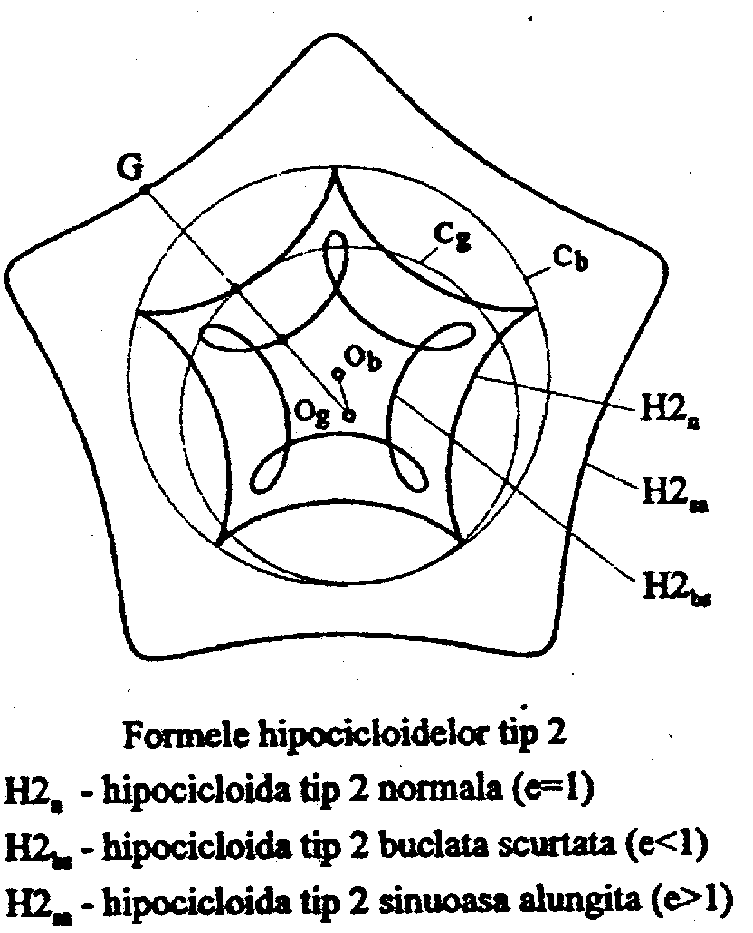 G
Cg
Cb
Ob
Og
H2n
H2sa
H2bs
Formele hipocicloidelor tip 2
H2n - hipocicloida tip 2 normala (e=1)
H2bs - hipocicloida tip 2 buclata scurtata (e<1)
H2sa - hipocicloida tip 2 sinuoasa alungita (e>1)